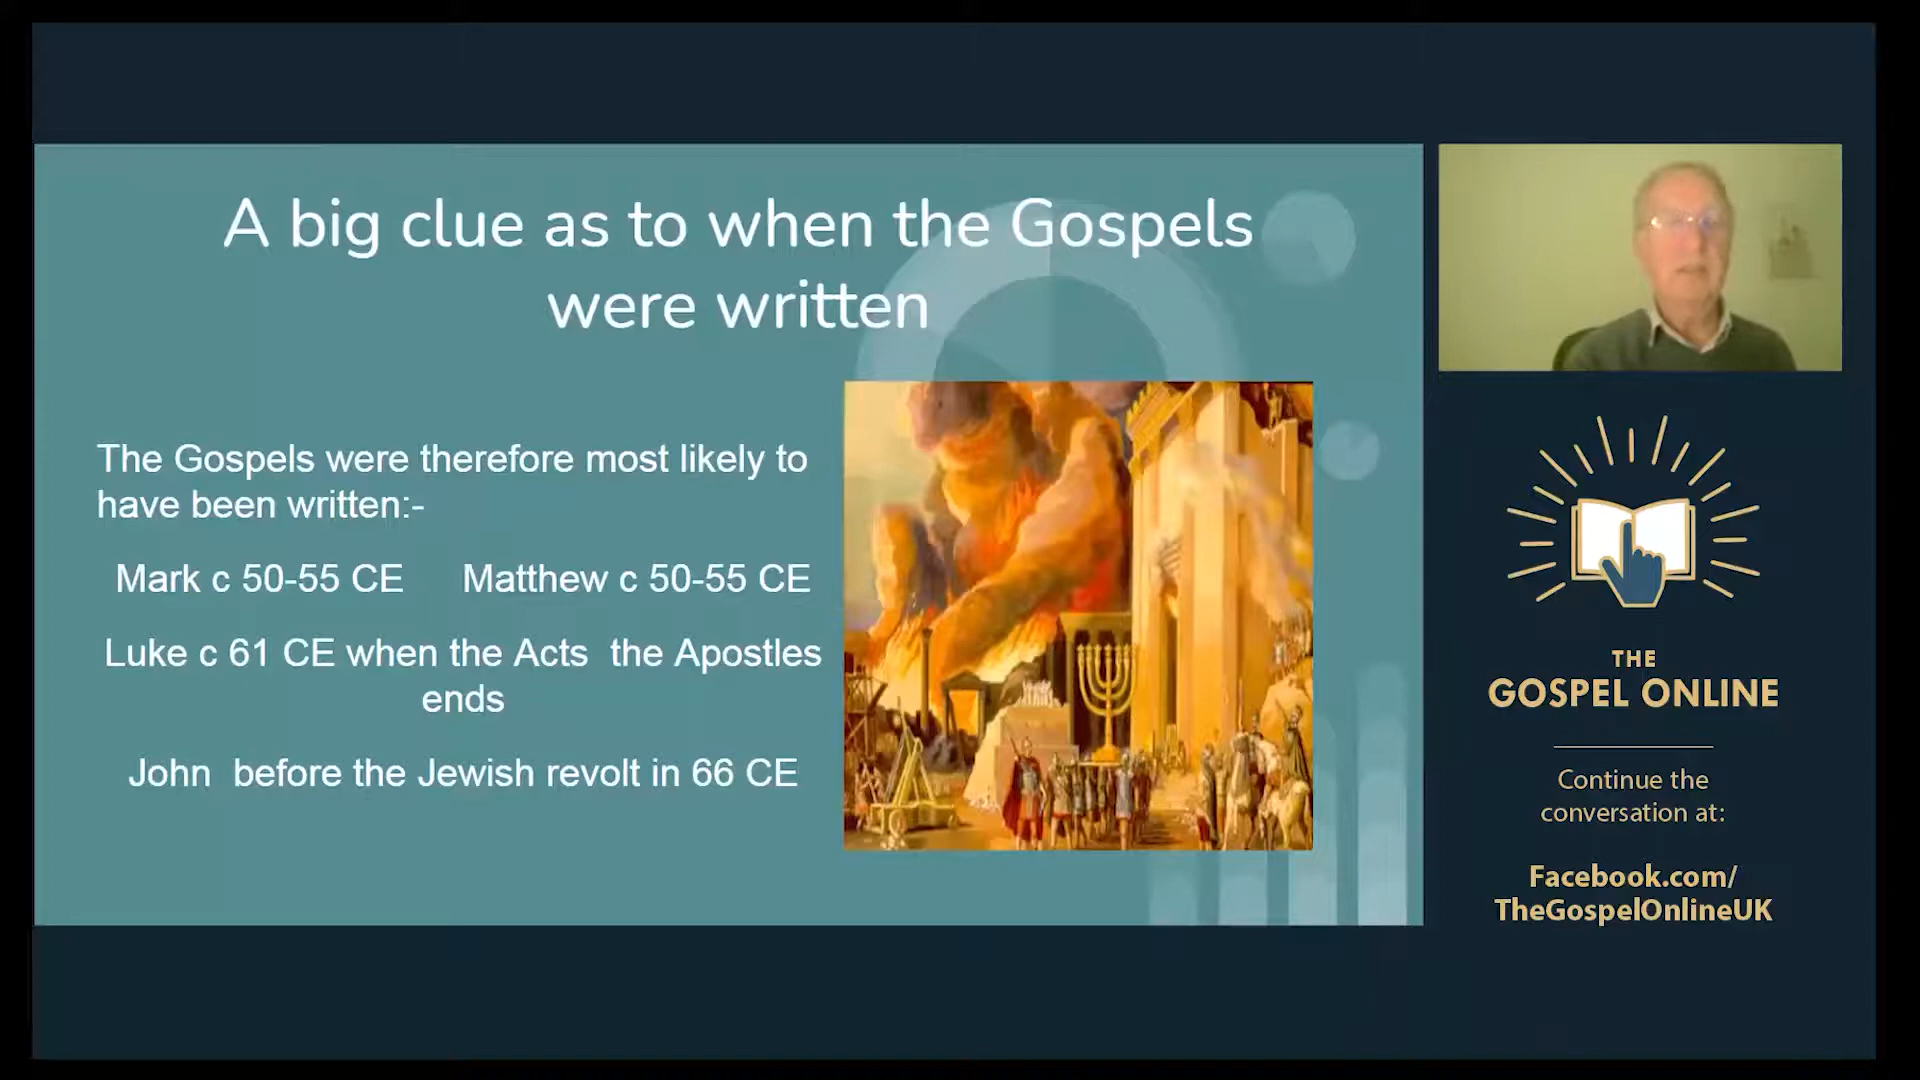 A big clue as to when the Gospels
were written
The Gospels were therefore most likely to
have been written:-
Mark c 50-55 CE Matthew c 50-55 CE
Luke c 61 CE when the Acts the Apostles
ends
John before the Jewish revolt in 66 CE
THE
GOSPEL ONLINE
Continue the
conversation at:
Facebook.com/
TheGospelOnlineUK